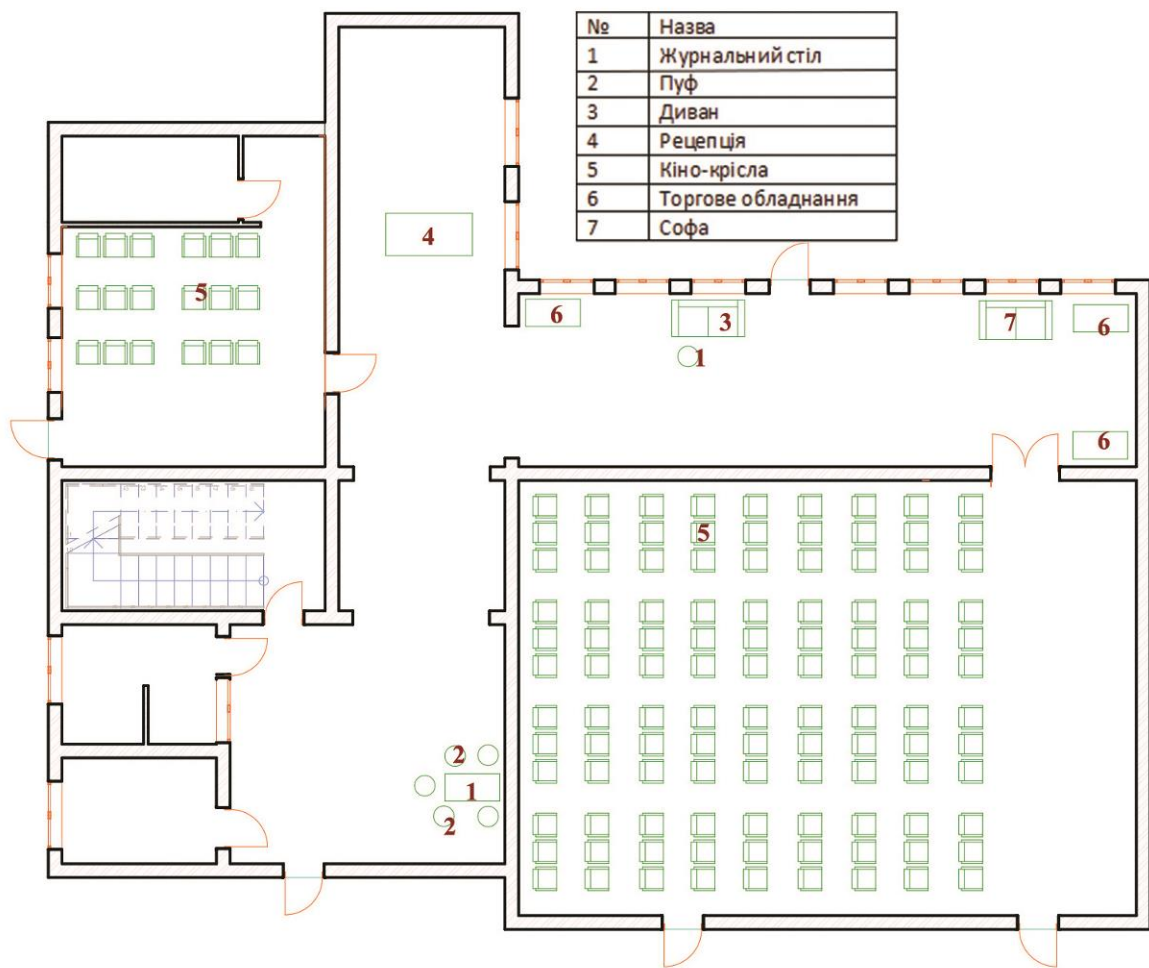 № Назва
1 Журнальний стіл
2 Пуф
3 Диван
4 Рецепція
5 Кіно-крісла
6 Торгове обладнання
7 Софа
4
5
6
3
7
6
1
6
5
2
1
2